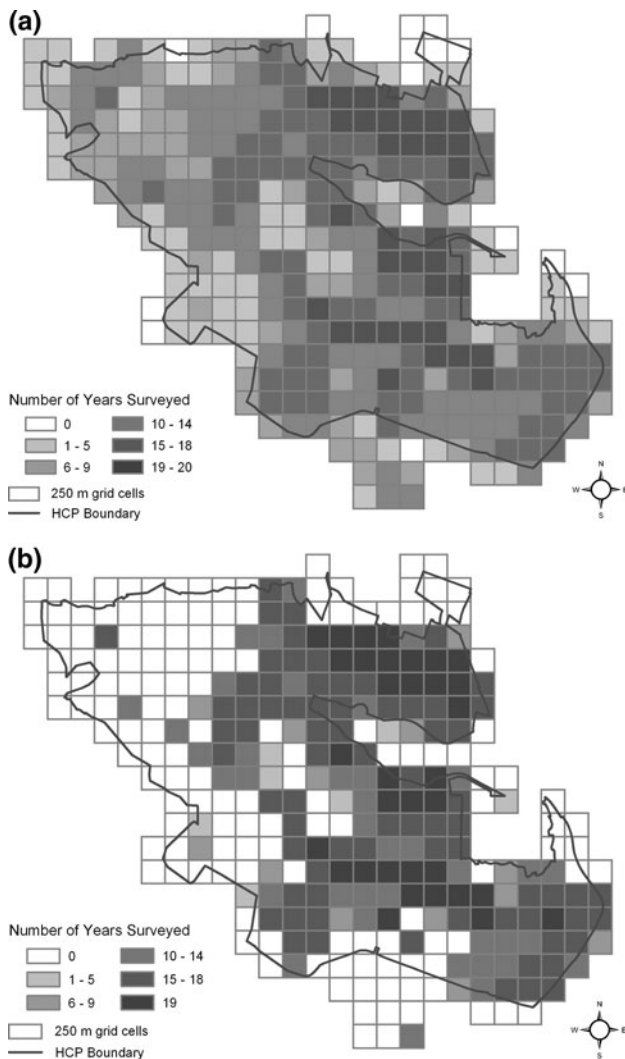 (a)
Number of Years Surveyed
0 10 - 14
1 - 5 15 - 18
6 - 9 19 - 20
250 m grid cells
HCP Boundary
N
W E
S
(b)
Number of Years Surveyed
0 10 - 14
1 - 5 15 - 18
6 - 9 19
250 m grid cells
HCP Boundary
N
W E
S